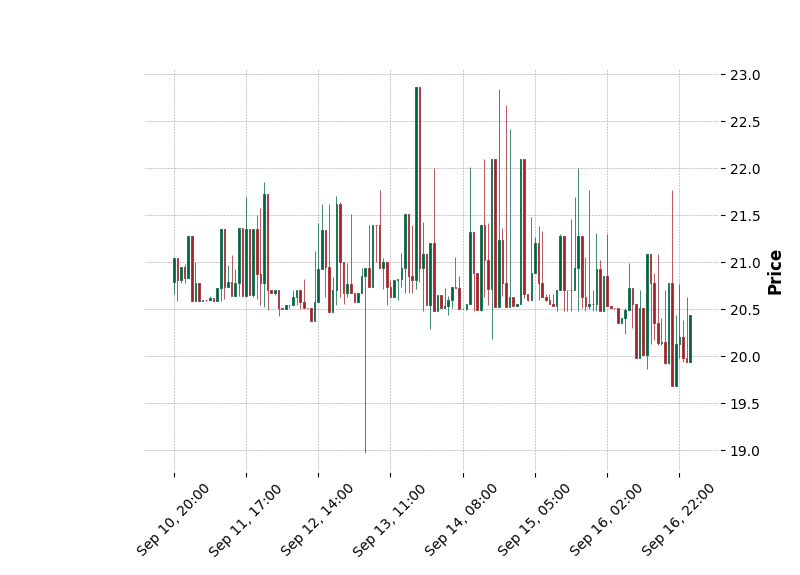 23.0
22.5
22.0
21.5
21.0
20.5
20.0
19.5
19.0
Price
Sep 10, 20:00
Sep 11, 17:00
Sep 12, 14:00
Sep 13, 11:00
Sep 14, 08:00
Sep 15, 05:00
Sep 16, 02:00
Sep 16, 22:00